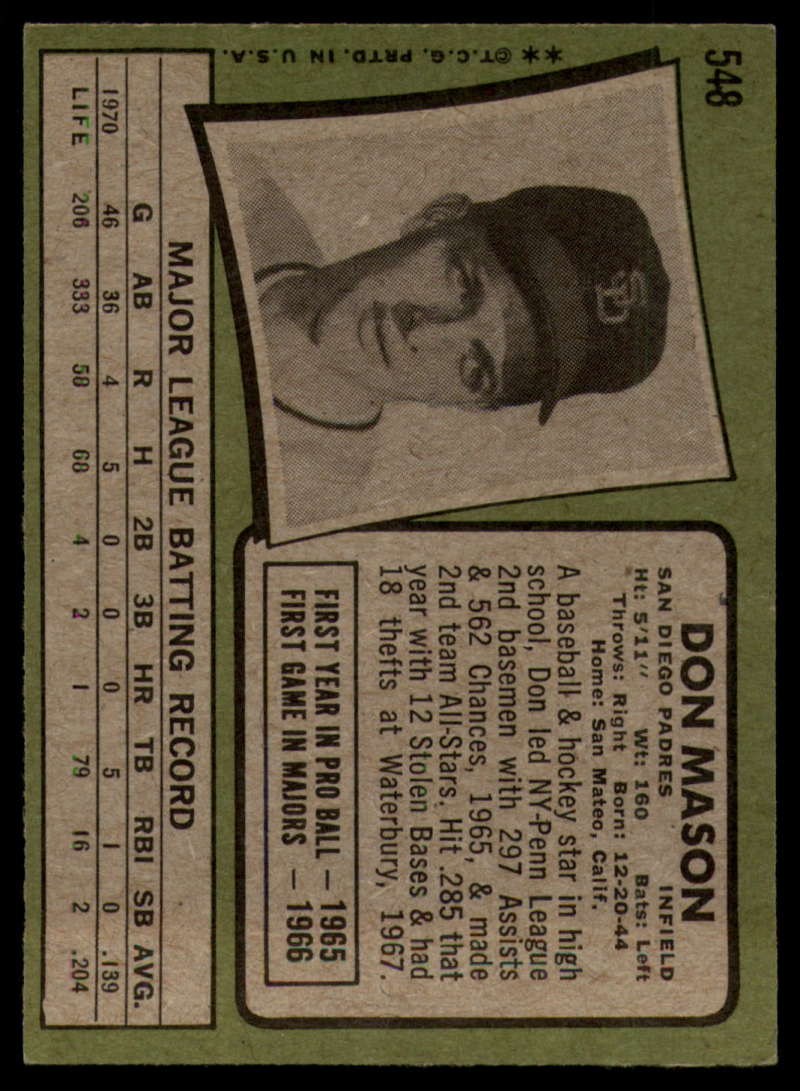 548
**©T.C.G. PRTD. IN U.S.A.
SD
DON MASON
SAN DIEGO PADRES INFIELD
Ht: 5'11" Wt: 160 Bats: Left
Throws: Right Born: 12-20-44
Home: San Mateo, Calif.
A baseball & hockey star in high
school, Don led NY-Penn League
2nd basemen with 297 Assists
& 562 Chances, 1965, & made
2nd team All-Stars. Hit .285 that
year with 12 Stolen Bases & had
18 thefts at Waterbury, 1967.
FIRST YEAR IN PRO BALL — 1965
FIRST GAME IN MAJORS — 1966
MAJOR LEAGUE BATTING RECORD
G AB R H 2B 3B HR TB RBI SB AVG.
1970 46 36 4 5 0 0 0 5 1 0 .139
LIFE 206 333 58 68 4 2 1 79 16 2 .204